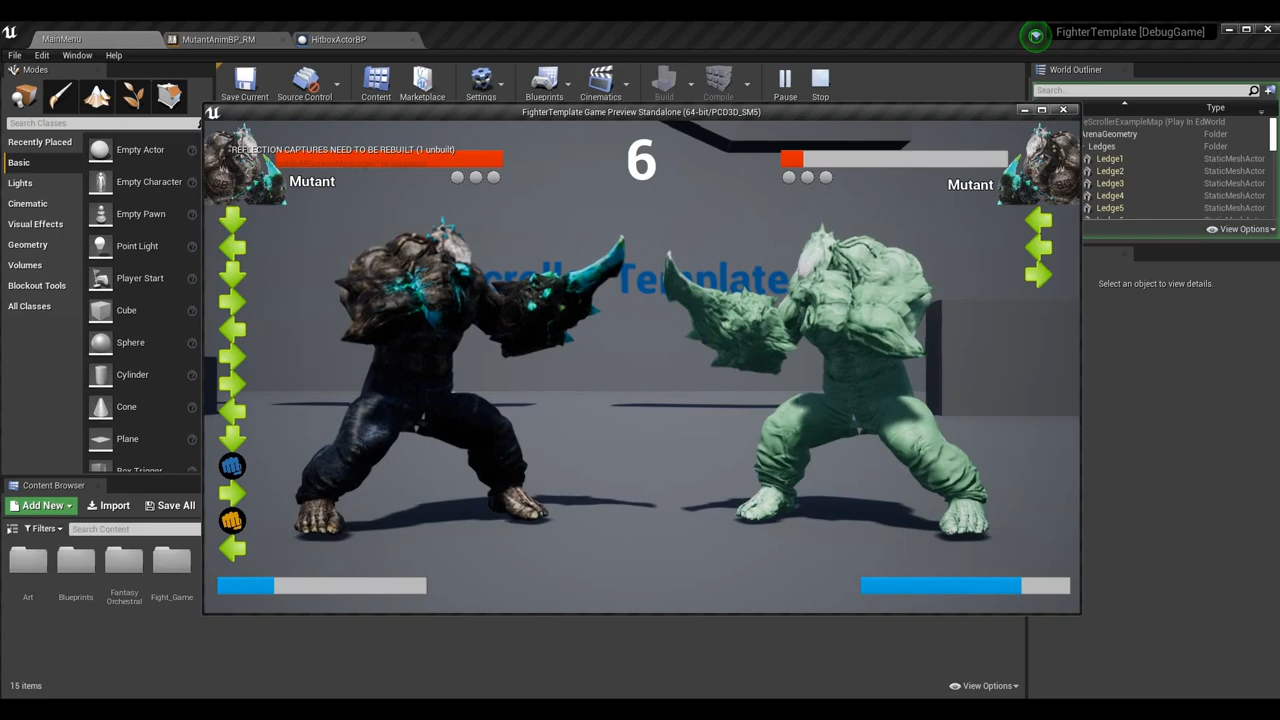 MainMenu
MutantAnimBP_RM
HitboxActorBP
FighterTemplate [DebugGame]
File Edit Window Help
Modes
Search Classes
Recently Placed
Basic
Lights
Cinematic
Visual Effects
Geometry
Volumes
Blockout Tools
All Classes
Empty Actor
Empty Character
Empty Pawn
Point Light
Player Start
Cube
Sphere
Cylinder
Cone
Plane
Box Trigger
Save Current
Source Control
Content
Marketplace
Settings
Blueprints
Cinematics
Build
Compile
Pause
Stop
FighterTemplate Game Preview Standalone (64-bit/PCD3D_SM5)
REFLECTION CAPTURES NEED TO BE REBUILT (1 unbuilt)
6
Mutant
Mutant
Template
World Outliner
Search...
Type
eScrollerExampleMap (Play In Ed World
ArenaGeometry Folder
Ledges Folder
Ledge1 StaticMeshActor
Ledge2 StaticMeshActor
Ledge3 StaticMeshActor
Ledge4 StaticMeshActor
Ledge5 StaticMeshActor
View Options
Select an object to view details.
Content Browser
Add New Import Save All
Filters Search Content
Art
Blueprints
Fantasy
Orchestral
Fight_Game
15 items
View Options